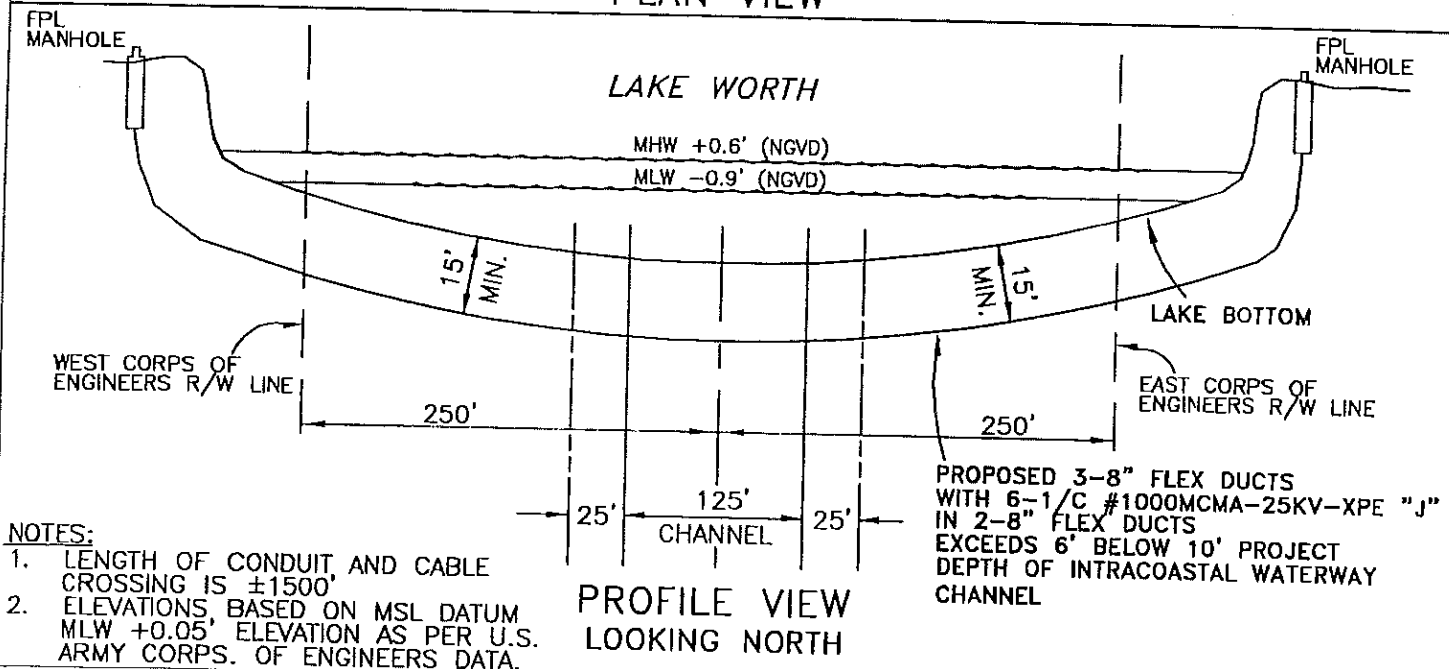 PLAN VIEW
FPL
MANHOLE
FPL
MANHOLE
LAKE WORTH
MHW +0.6' (NGVD)
MLW -0.9' (NGVD)
15'
MIN.
15'
MIN.
LAKE BOTTOM
WEST CORPS OF
ENGINEERS R/W LINE
EAST CORPS OF
ENGINEERS R/W LINE
250'
250'
25'
125'
CHANNEL
25'
PROPOSED 3-8" FLEX DUCTS
WITH 6-1/C #1000MCMA-25KV-XPE "J"
IN 2-8" FLEX DUCTS
EXCEEDS 6' BELOW 10' PROJECT
DEPTH OF INTRACOASTAL WATERWAY
CHANNEL
NOTES:
1. LENGTH OF CONDUIT AND CABLE
CROSSING IS ±1500'
2. ELEVATIONS BASED ON MSL DATUM
MLW +0.05' ELEVATION AS PER U.S.
ARMY CORPS. OF ENGINEERS DATA.
PROFILE VIEW
LOOKING NORTH